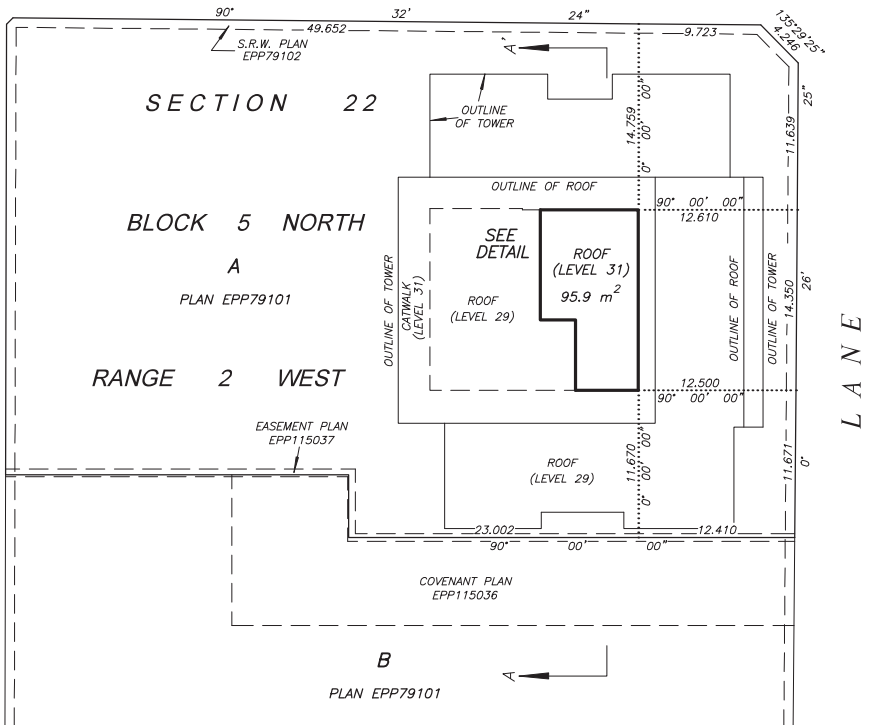 90° 32' 24"
49.652
9.723
135°29'25"
4.246
S.R.W. PLAN
EPP79102
A'
SECTION 22
OUTLINE
OF TOWER
14.759
0° 00' 00"
25"
11.639
OUTLINE OF ROOF
90° 00' 00"
12.610
BLOCK 5 NORTH
SEE
DETAIL
ROOF
(LEVEL 31)
95.9 m2
A
PLAN EPP79101
OUTLINE OF TOWER
CATWALK
(LEVEL 31)
ROOF
(LEVEL 29)
OUTLINE OF ROOF
OUTLINE OF TOWER
14.350
26'
LANE
RANGE 2 WEST
12.500
90° 00' 00"
EASEMENT PLAN
EPP115037
ROOF
(LEVEL 29)
11.670
0° 00' 00"
11.671
0°
23.002
12.410
90° 00' 00"
COVENANT PLAN
EPP115036
B
PLAN EPP79101
A